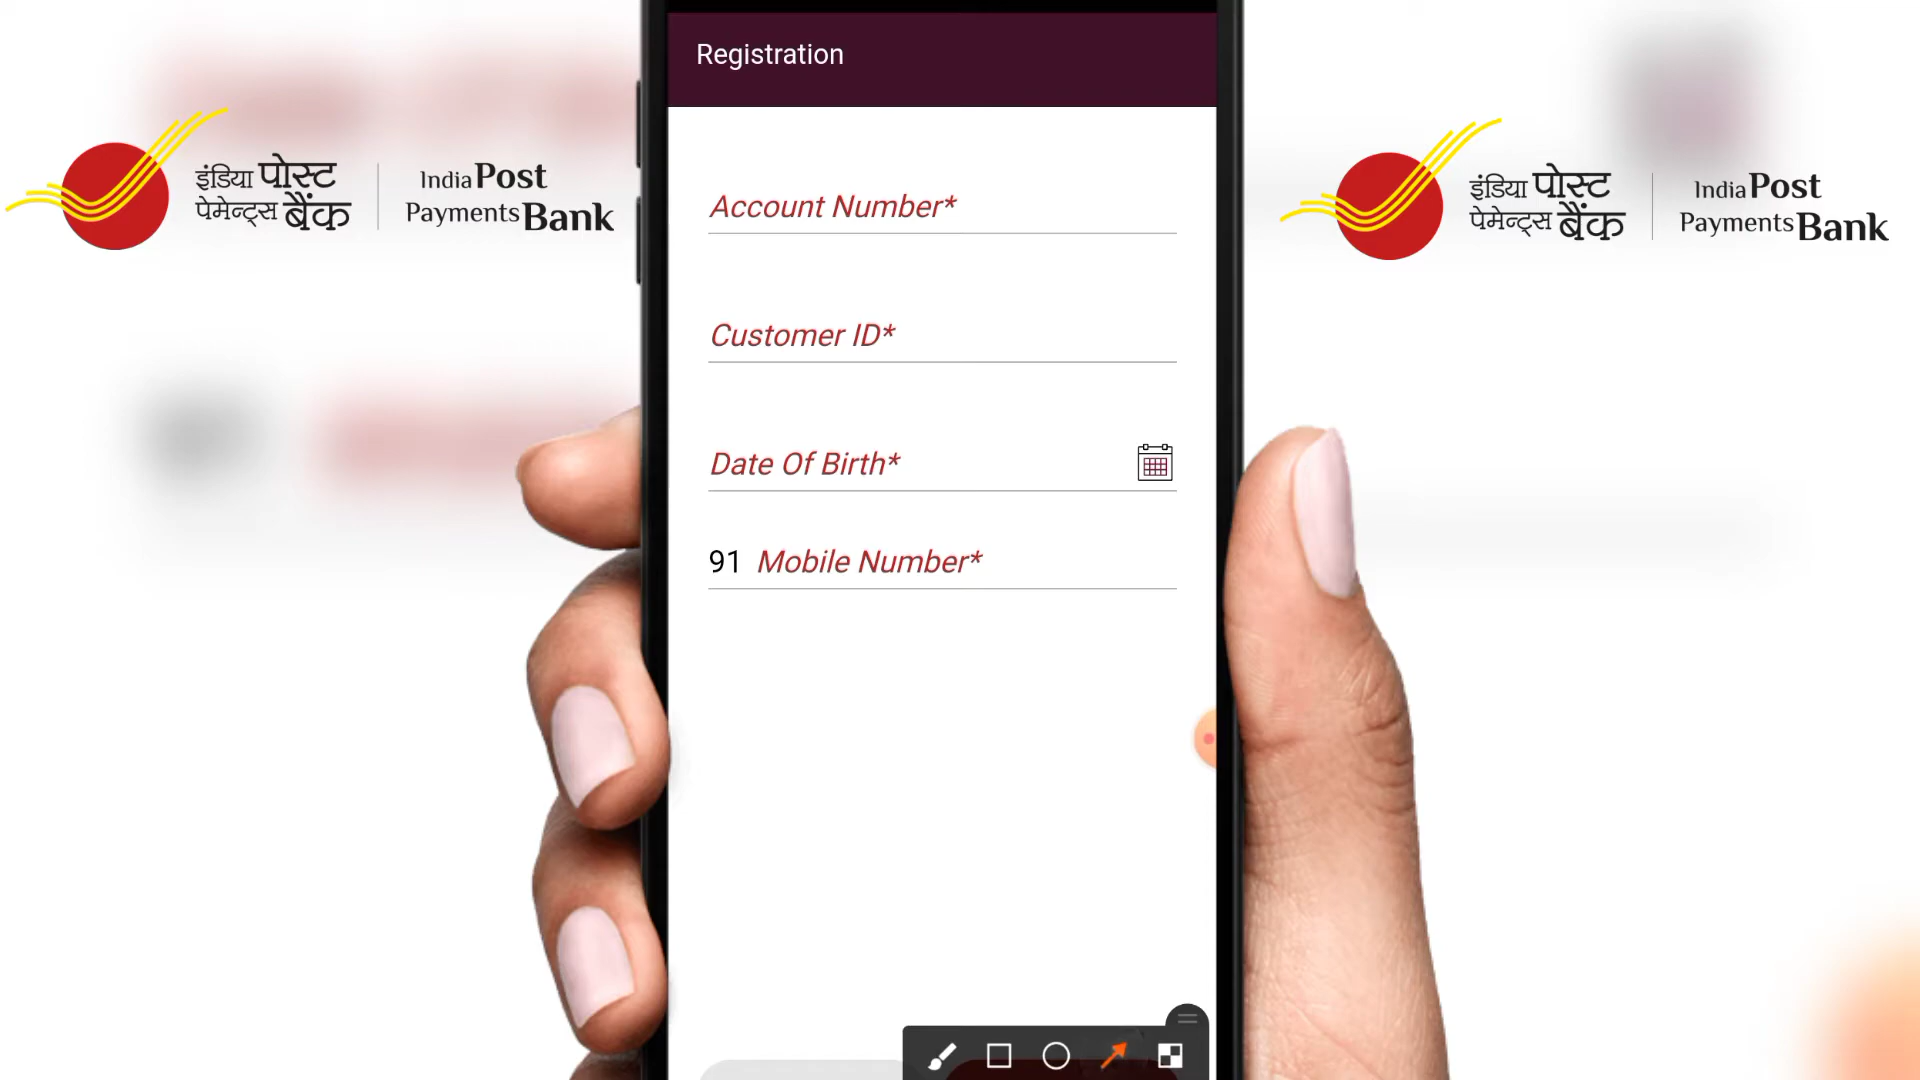 Registration
इंडिया पोस्ट
पेमेन्ट्स बैंक
India Post
Payments Bank
Account Number*
Customer ID*
Date Of Birth*
91 Mobile Number*
इंडिया पोस्ट
पेमेन्ट्स बैंक
India Post
Payments Bank